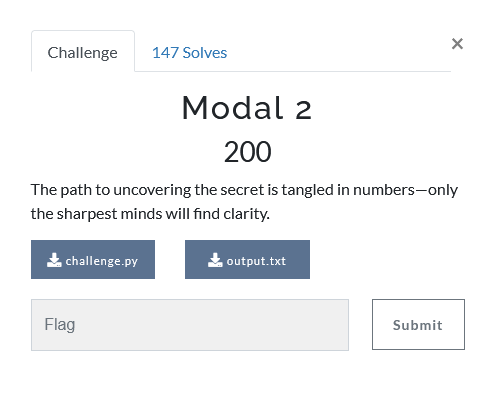 Challenge
147 Solves
×
Modal 2
200
The path to uncovering the secret is tangled in numbers—only
the sharpest minds will find clarity.
challenge.py
output.txt
Flag
Submit